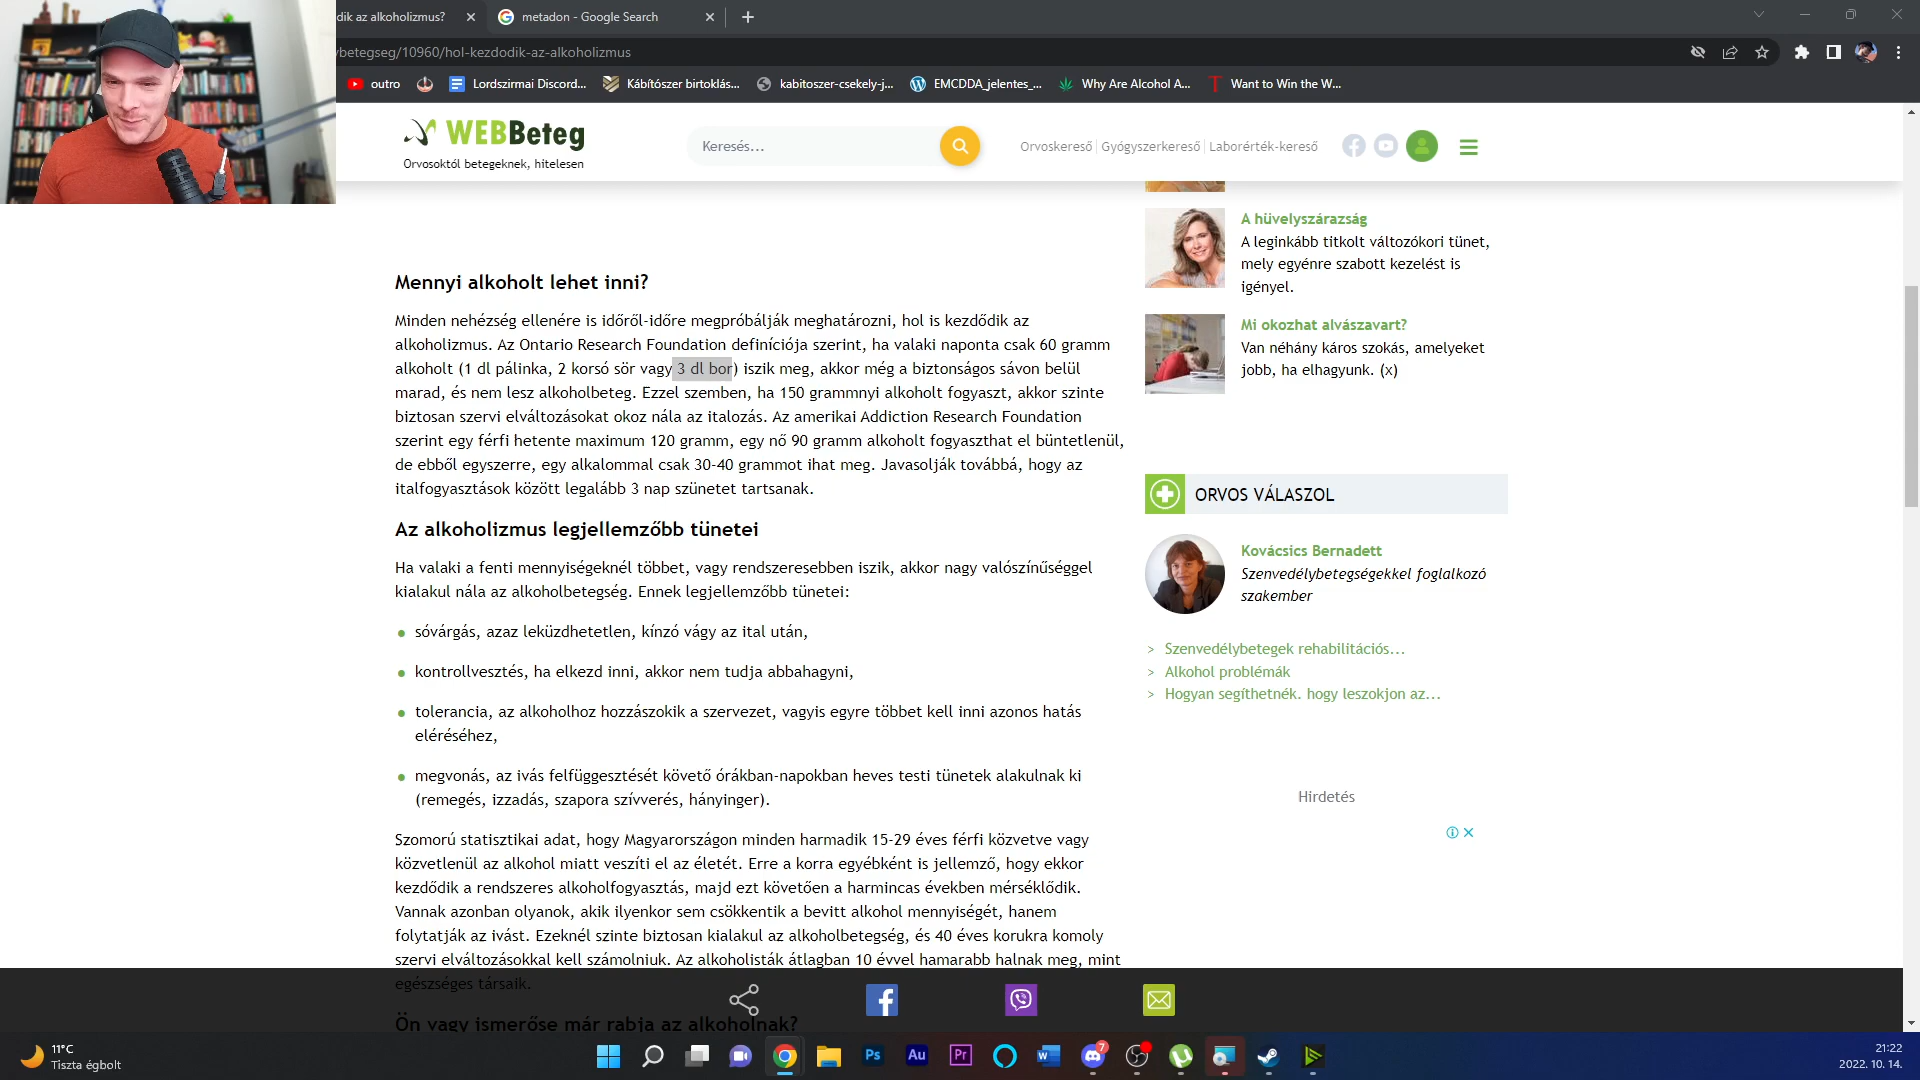 dik az alkoholizmus?
metadon - Google Search
betegseg/10960/hol-kezdodik-az-alkoholizmus
outro
Lordszirmai Discord...
Kábítószer birtoklás...
kabitoszer-csekely-j...
EMCDDA_jelentes_...
Why Are Alcohol A...
Want to Win the W...
WEBBeteg
Orvosoktól betegeknek, hitelesen
Keresés...
Orvoskereső
Gyógyszerkereső
Laborérték-kereső
A hüvelyszárazság
A leginkább titkolt változókori tünet,
mely egyénre szabott kezelést is
igényel.
Mi okozhat alvászavart?
Van néhány káros szokás, amelyeket
jobb, ha elhagyunk. (x)
Mennyi alkoholt lehet inni?
Minden nehézség ellenére is időről-időre megpróbálják meghatározni, hol is kezdődik az
alkoholizmus. Az Ontario Research Foundation definíciója szerint, ha valaki naponta csak 60 gramm
alkoholt (1 dl pálinka, 2 korsó sör vagy 3 dl bor) iszik meg, akkor még a biztonságos sávon belül
marad, és nem lesz alkoholbeteg. Ezzel szemben, ha 150 grammnyi alkoholt fogyaszt, akkor szinte
biztosan szervi elváltozásokat okoz nála az italozás. Az amerikai Addiction Research Foundation
szerint egy férfi hetente maximum 120 gramm, egy nő 90 gramm alkoholt fogyaszthat el büntetlenül,
de ebből egyszerre, egy alkalommal csak 30-40 grammot ihat meg. Javasolják továbbá, hogy az
italfogyasztások között legalább 3 nap szünetet tartsanak.
Az alkoholizmus legjellemzőbb tünetei
Ha valaki a fenti mennyiségeknél többet, vagy rendszeresebben iszik, akkor nagy valószínűséggel
kialakul nála az alkoholbetegség. Ennek legjellemzőbb tünetei:
sóvárgás, azaz leküzdhetetlen, kínzó vágy az ital után,
kontrollvesztés, ha elkezd inni, akkor nem tudja abbahagyni,
tolerancia, az alkoholhoz hozzászokik a szervezet, vagyis egyre többet kell inni azonos hatás
eléréséhez,
megvonás, az ivás felfüggesztését követő órákban-napokban heves testi tünetek alakulnak ki
(remegés, izzadás, szapora szívverés, hányinger).
Szomorú statisztikai adat, hogy Magyarországon minden harmadik 15-29 éves férfi közvetve vagy
közvetlenül az alkohol miatt veszíti el az életét. Erre a korra egyébként is jellemző, hogy ekkor
kezdődik a rendszeres alkoholfogyasztás, majd ezt követően a harmincas években mérséklődik.
Vannak azonban olyanok, akik ilyenkor sem csökkentik a bevitt alkohol mennyiségét, hanem
folytatják az ivást. Ezeknél szinte biztosan kialakul az alkoholbetegség, és 40 éves korukra komoly
szervi elváltozásokkal kell számolniuk. Az alkoholisták átlagban 10 évvel hamarabb halnak meg, mint
egészséges társaik.
Ön vagy ismerőse már rabja az alkoholnak?
ORVOS VÁLASZOL
Kovácsics Bernadett
Szenvedélybetegségekkel foglalkozó
szakember
> Szenvedélybetegek rehabilitációs...
> Alkohol problémák
> Hogyan segíthetnék. hogy leszokjon az...
Hirdetés
11°C
Tiszta égbolt
Ps
Au
Pr
W
7
21:22
2022. 10. 14.